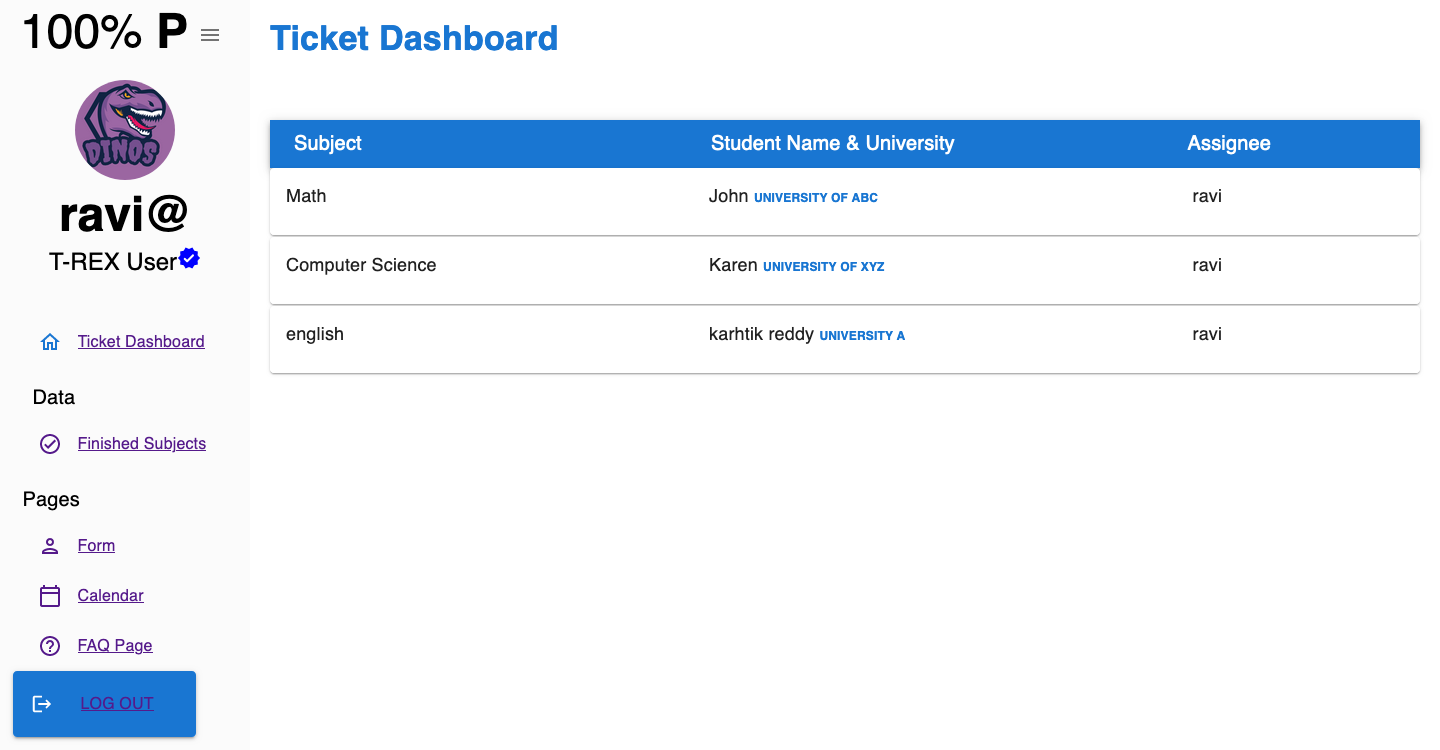 100% P
DINOS
ravi@
T-REX User
Ticket Dashboard
Data
Finished Subjects
Pages
Form
Calendar
FAQ Page
LOG OUT
Ticket Dashboard
Subject Student Name & University Assignee
Math John UNIVERSITY OF ABC ravi
Computer Science Karen UNIVERSITY OF XYZ ravi
english karhtik reddy UNIVERSITY A ravi